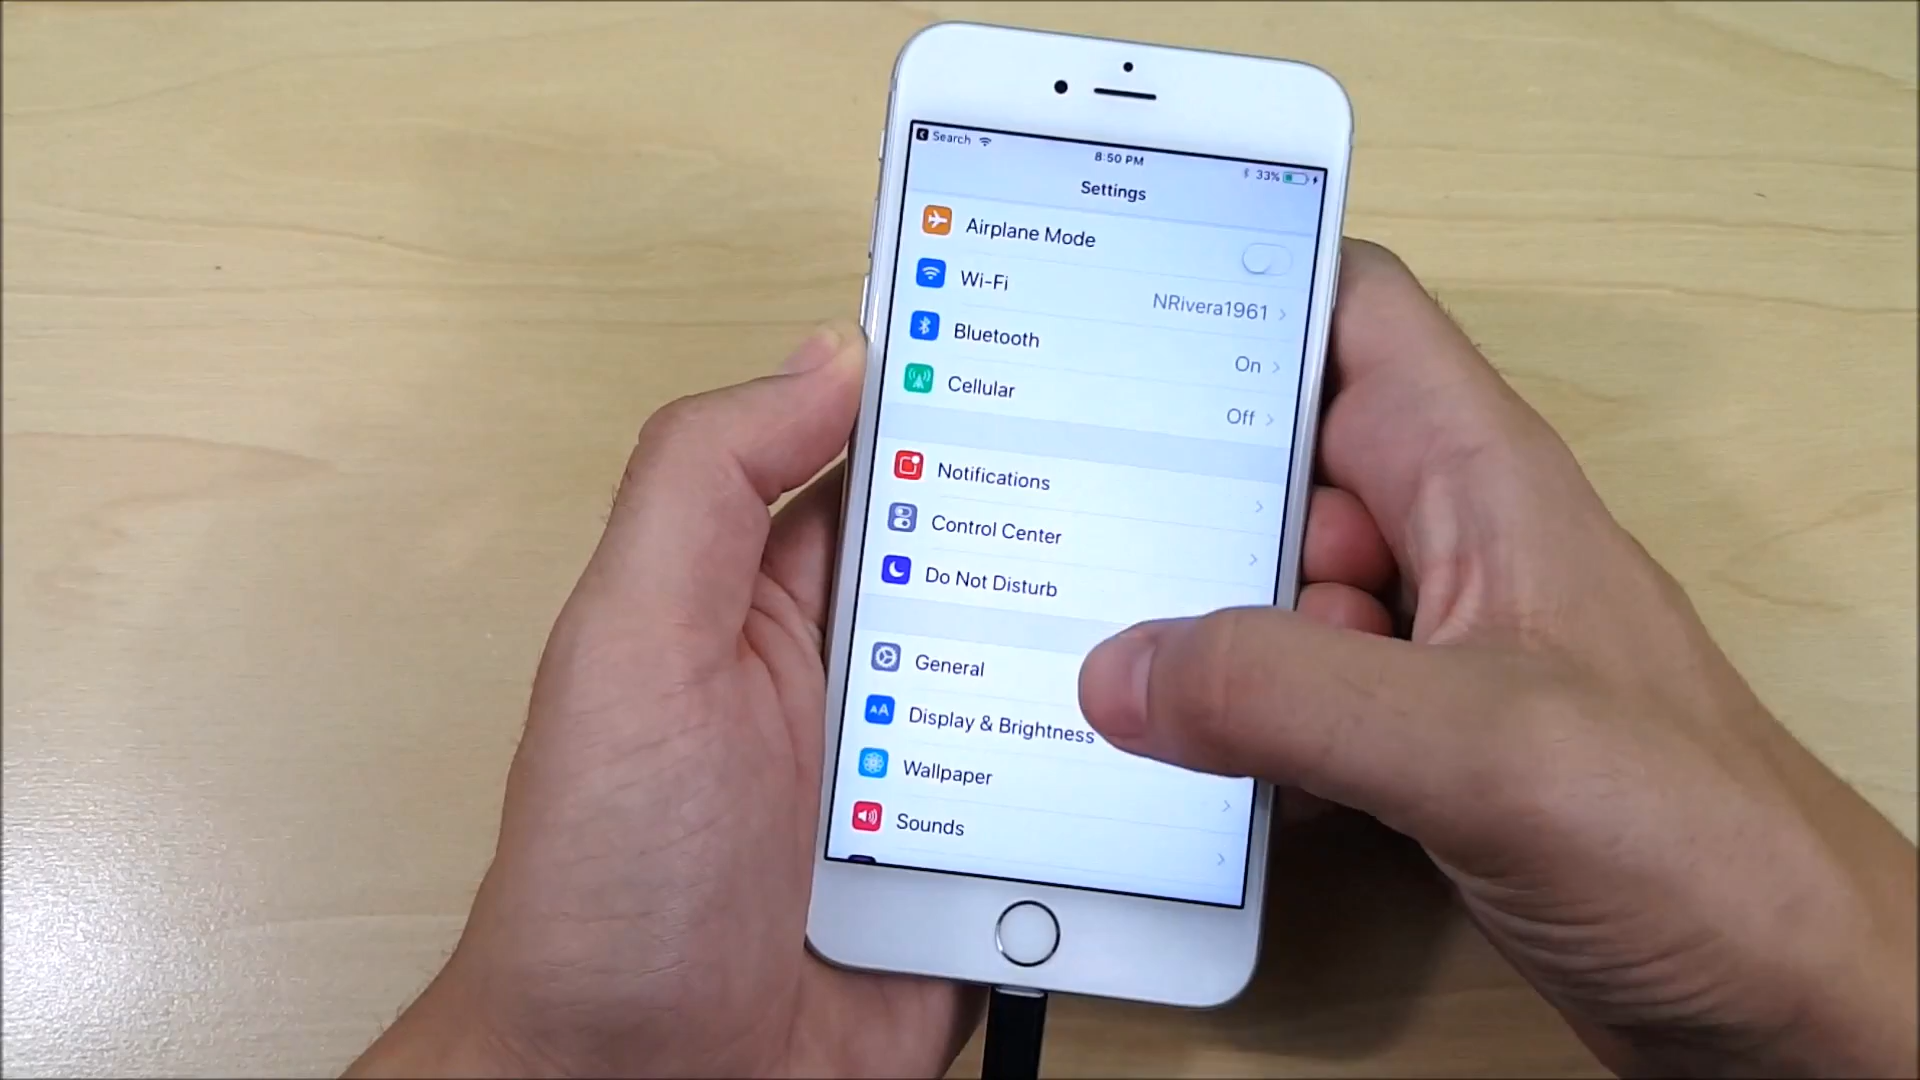 Search
8:50 PM
33%
Settings
Airplane Mode
Wi-Fi NRivera1961
Bluetooth On
Cellular Off
Notifications
Control Center
Do Not Disturb
General
AA Display & Brightness
Wallpaper
Sounds